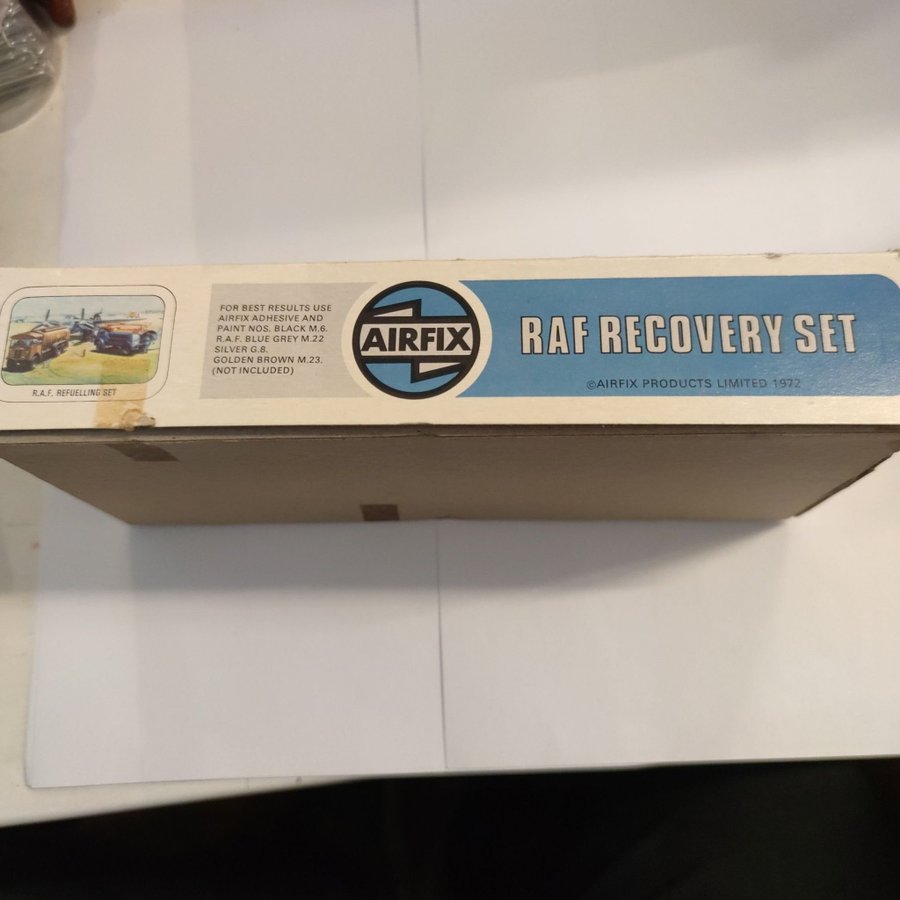 R.A.F. REFUELLING SET
FOR BEST RESULTS USE
AIRFIX ADHESIVE AND
PAINT NOS. BLACK M.6.
R.A.F. BLUE GREY M.22
SILVER G.8.
GOLDEN BROWN M.23.
(NOT INCLUDED)
AIRFIX
RAF RECOVERY SET
©AIRFIX PRODUCTS LIMITED 1972